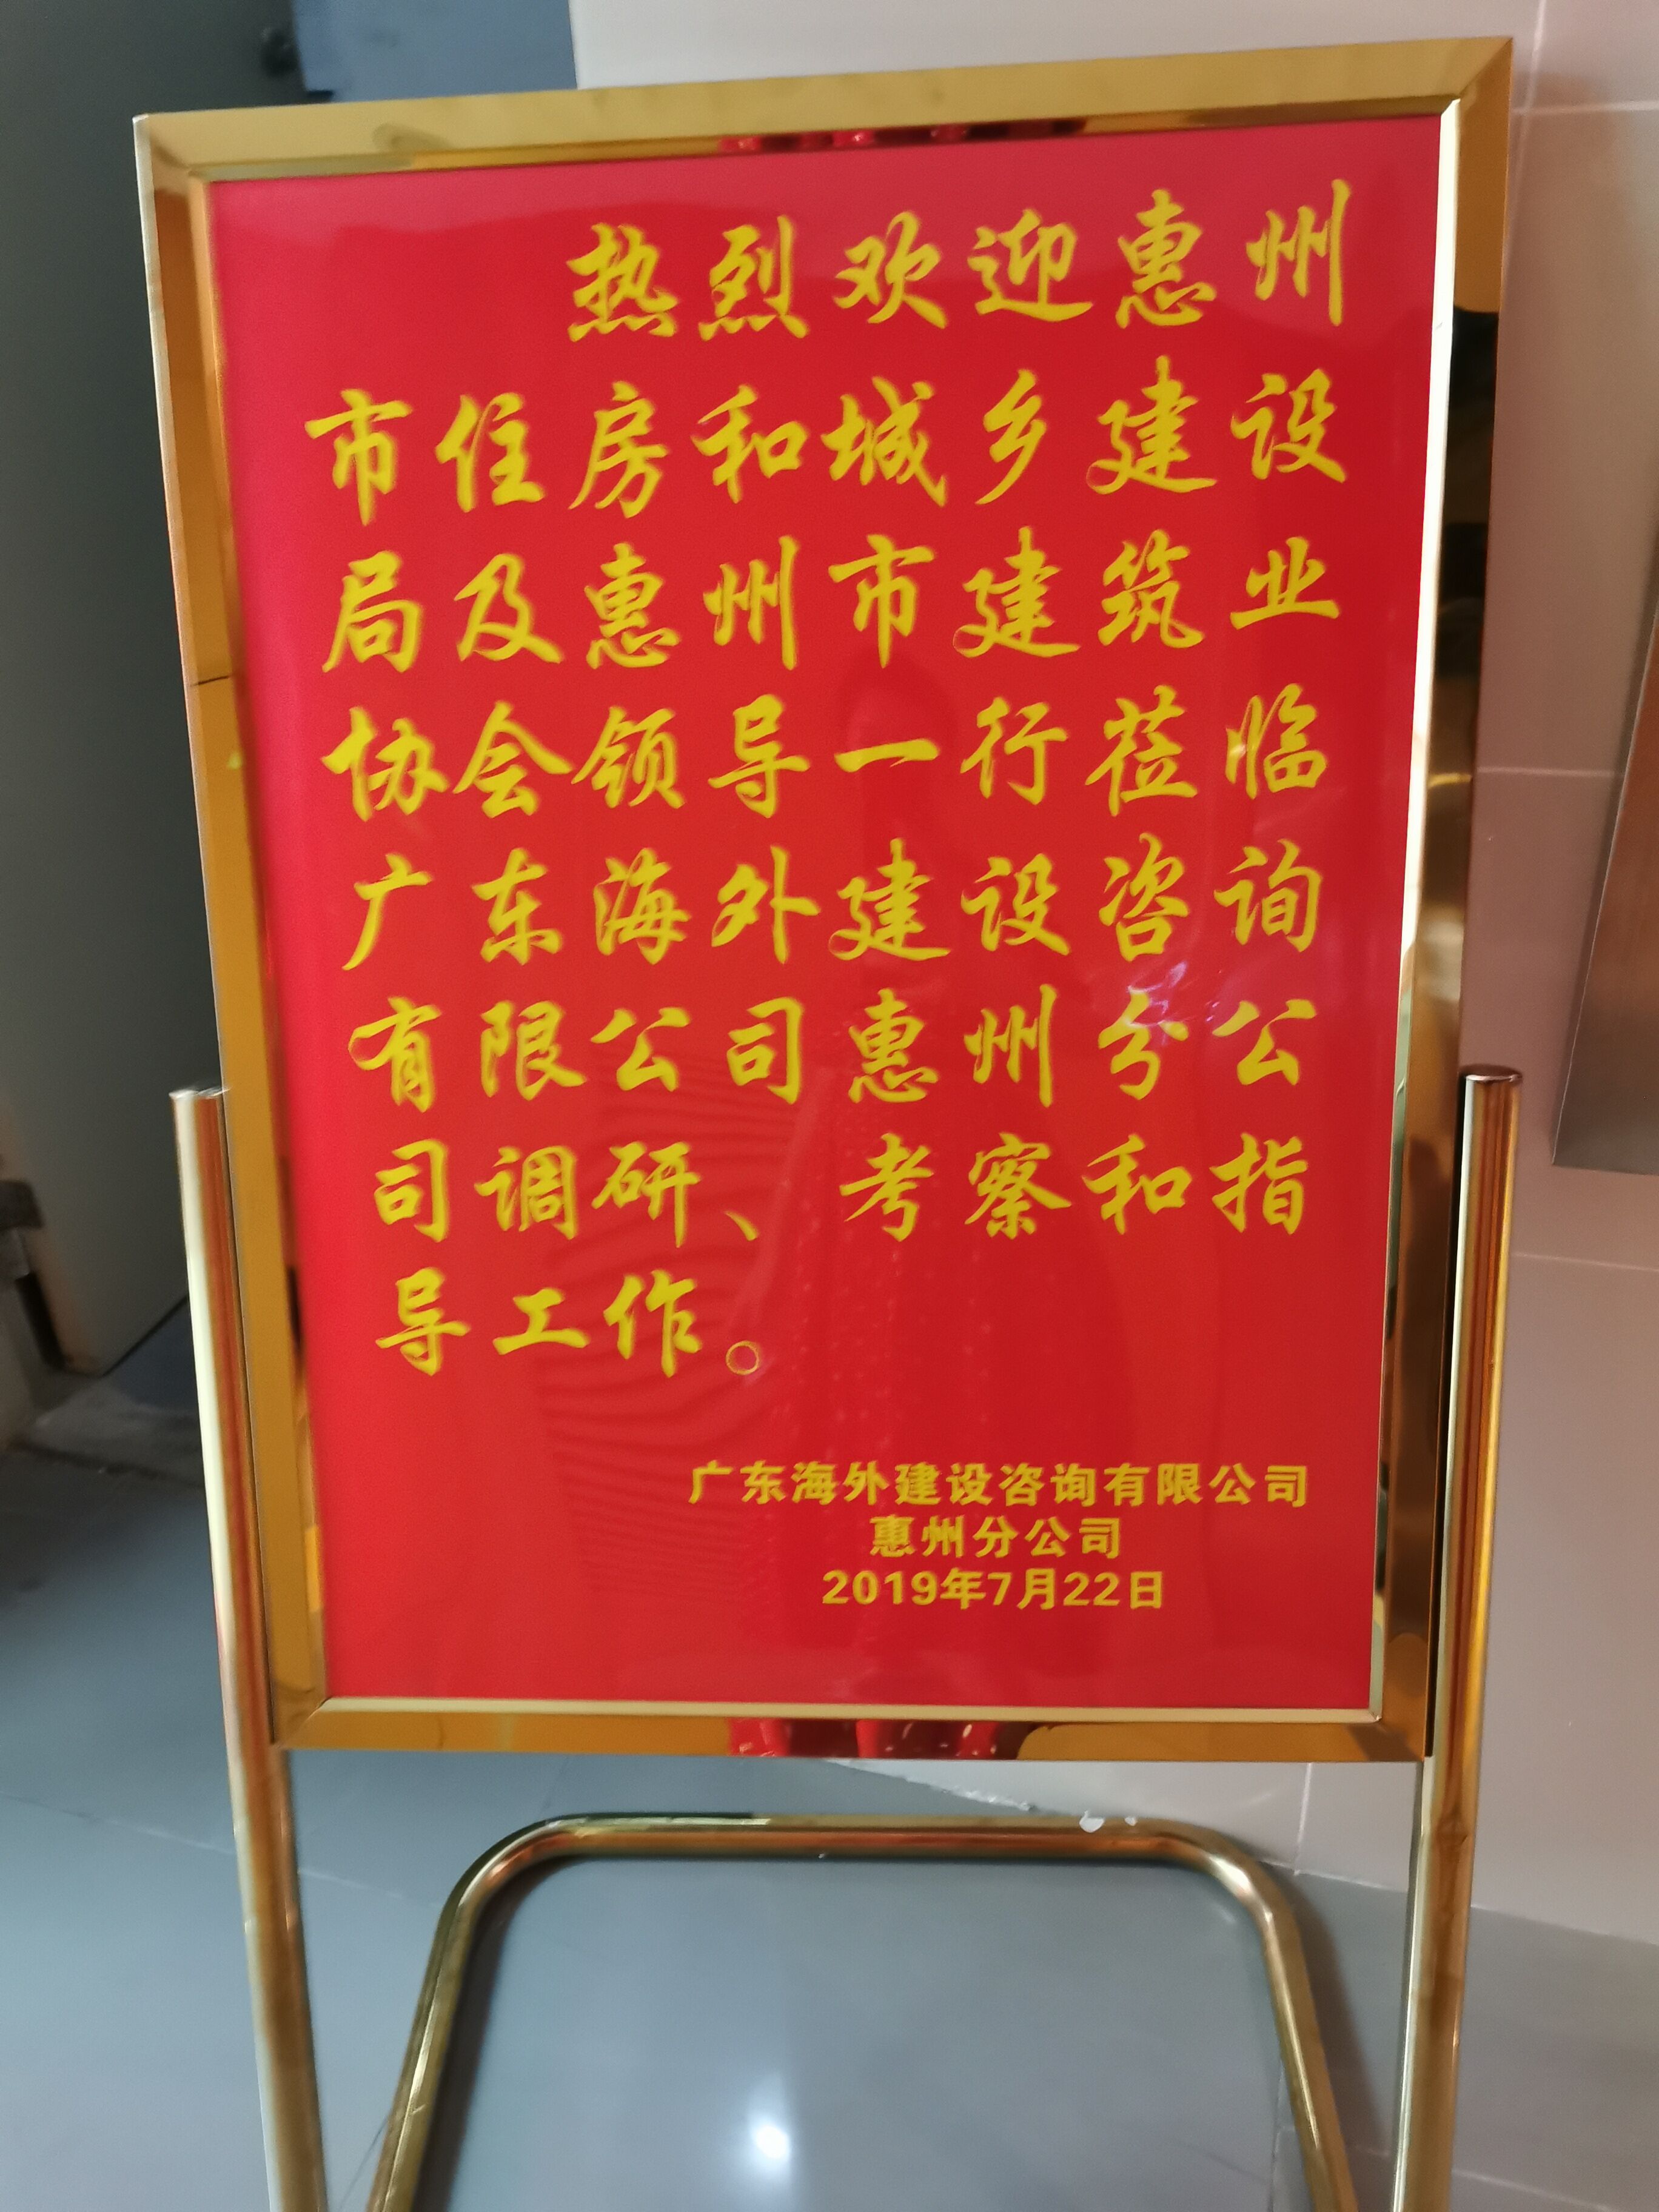 热烈欢迎惠州
市住房和城乡建设
局及惠州市建筑业
协会领导一行莅临
广东海外建设咨询
有限公司惠州分公
司调研、考察和指
导工作。
广东海外建设咨询有限公司
惠州分公司
2019年7月22日